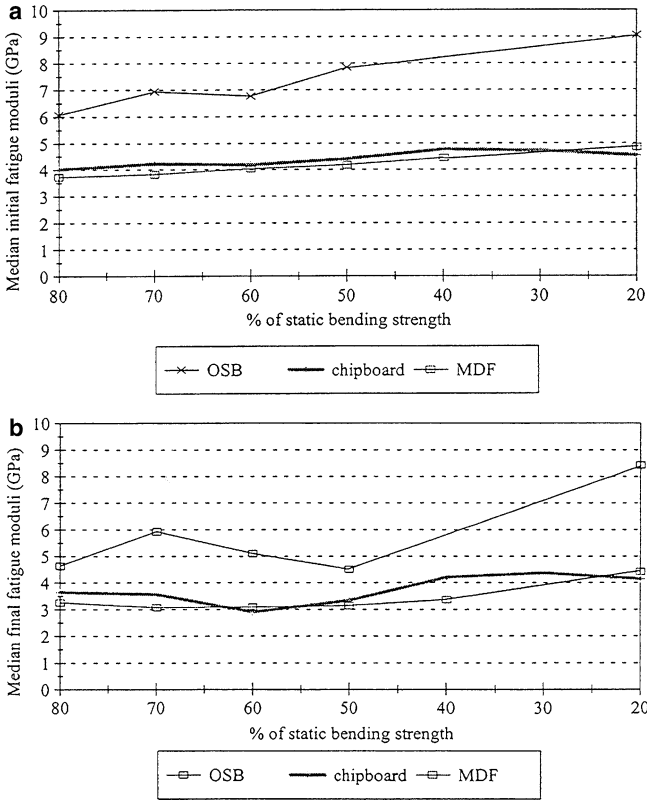 a
Median initial fatigue moduli (GPa)
10
9
8
7
6
5
4
3
2
1
0
80 70 60 50 40 30 20
% of static bending strength
OSB chipboard MDF
b
Median final fatigue moduli (GPa)
10
9
8
7
6
5
4
3
2
1
0
80 70 60 50 40 30 20
% of static bending strength
OSB chipboard MDF